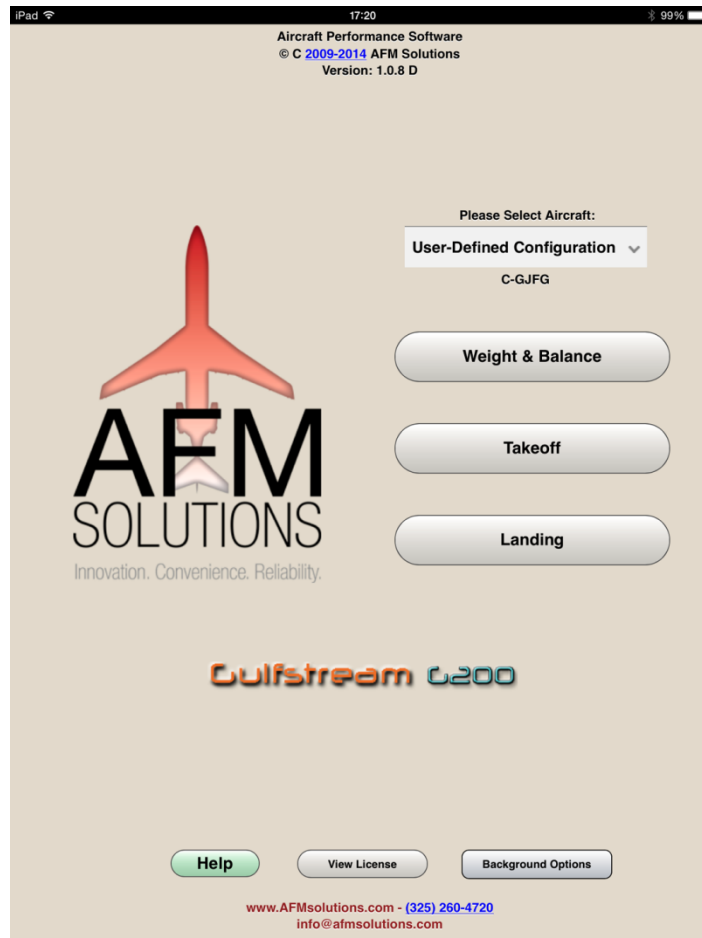 iPad 17:20 99%
Aircraft Performance Software
© C 2009-2014 AFM Solutions
Version: 1.0.8 D
Please Select Aircraft:
User-Defined Configuration
C-GJFG
Weight & Balance
Takeoff
Landing
AFM
SOLUTIONS
Innovation. Convenience. Reliability.
Gulfstream G200
Help View License Background Options
www.AFMsolutions.com - (325) 260-4720
info@afmsolutions.com